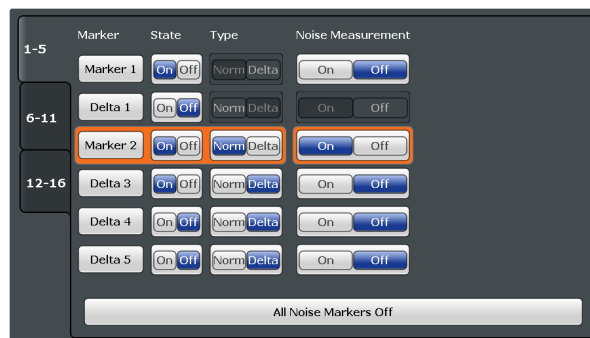 Marker State Type Noise Measurement
1-5
Marker 1 On Off Norm Delta On Off
Delta 1 On Off Norm Delta On Off
6-11
Marker 2 On Off Norm Delta On Off
12-16 Delta 3 On Off Norm Delta On Off
Delta 4 On Off Norm Delta On Off
Delta 5 On Off Norm Delta On Off
All Noise Markers Off